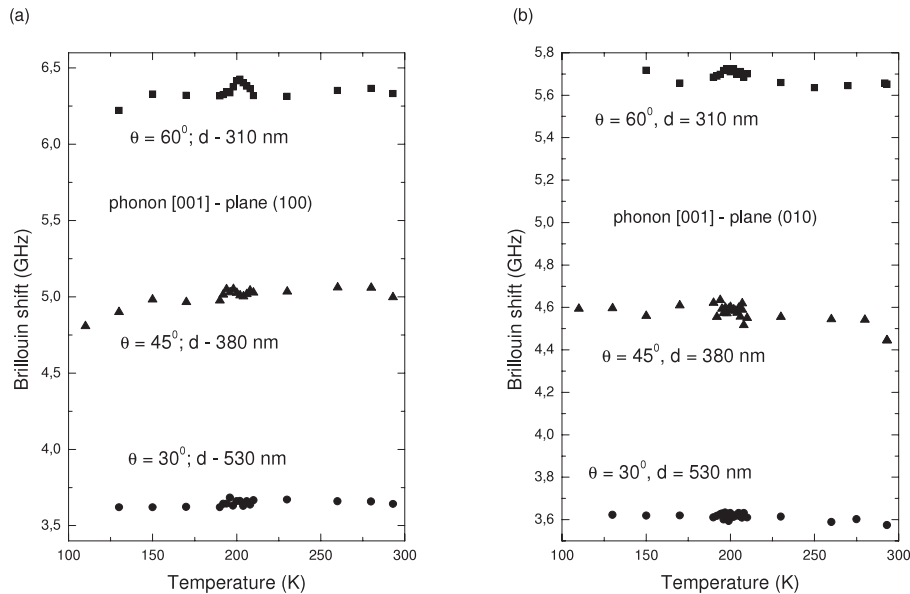 (a)
(b)
6,5
6,0
5,5
5,0
4,5
4,0
3,5
Brillouin shift (GHz)
θ = 60⁰; d - 310 nm
phonon [001] - plane (100)
θ = 45⁰; d - 380 nm
θ = 30⁰; d - 530 nm
100 150 200 250 300
Temperature (K)
5,8
5,6
5,4
5,2
5,0
4,8
4,6
4,4
4,2
4,0
3,8
3,6
Brillouin shift (GHz)
θ = 60⁰, d = 310 nm
phonon [001] - plane (010)
θ = 45⁰, d = 380 nm
θ = 30⁰, d = 530 nm
100 150 200 250 300
Temperature (K)